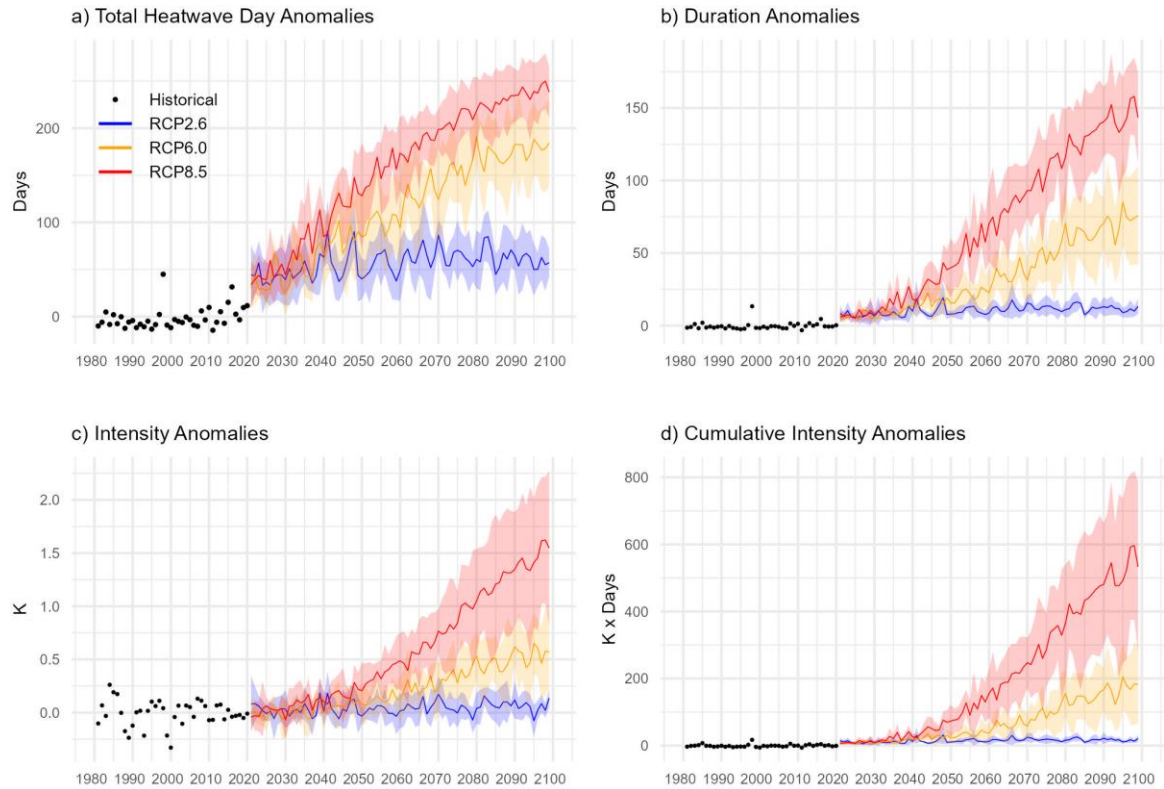 a) Total Heatwave Day Anomalies
b) Duration Anomalies
Historical
RCP2.6
RCP6.0
RCP8.5
200
100
0
Days
1980 1990 2000 2010 2020 2030 2040 2050 2060 2070 2080 2090 2100
150
100
50
0
Days
1980 1990 2000 2010 2020 2030 2040 2050 2060 2070 2080 2090 2100
c) Intensity Anomalies
d) Cumulative Intensity Anomalies
2.0
1.5
1.0
0.5
0.0
K
1980 1990 2000 2010 2020 2030 2040 2050 2060 2070 2080 2090 2100
800
600
400
200
0
K x Days
1980 1990 2000 2010 2020 2030 2040 2050 2060 2070 2080 2090 2100